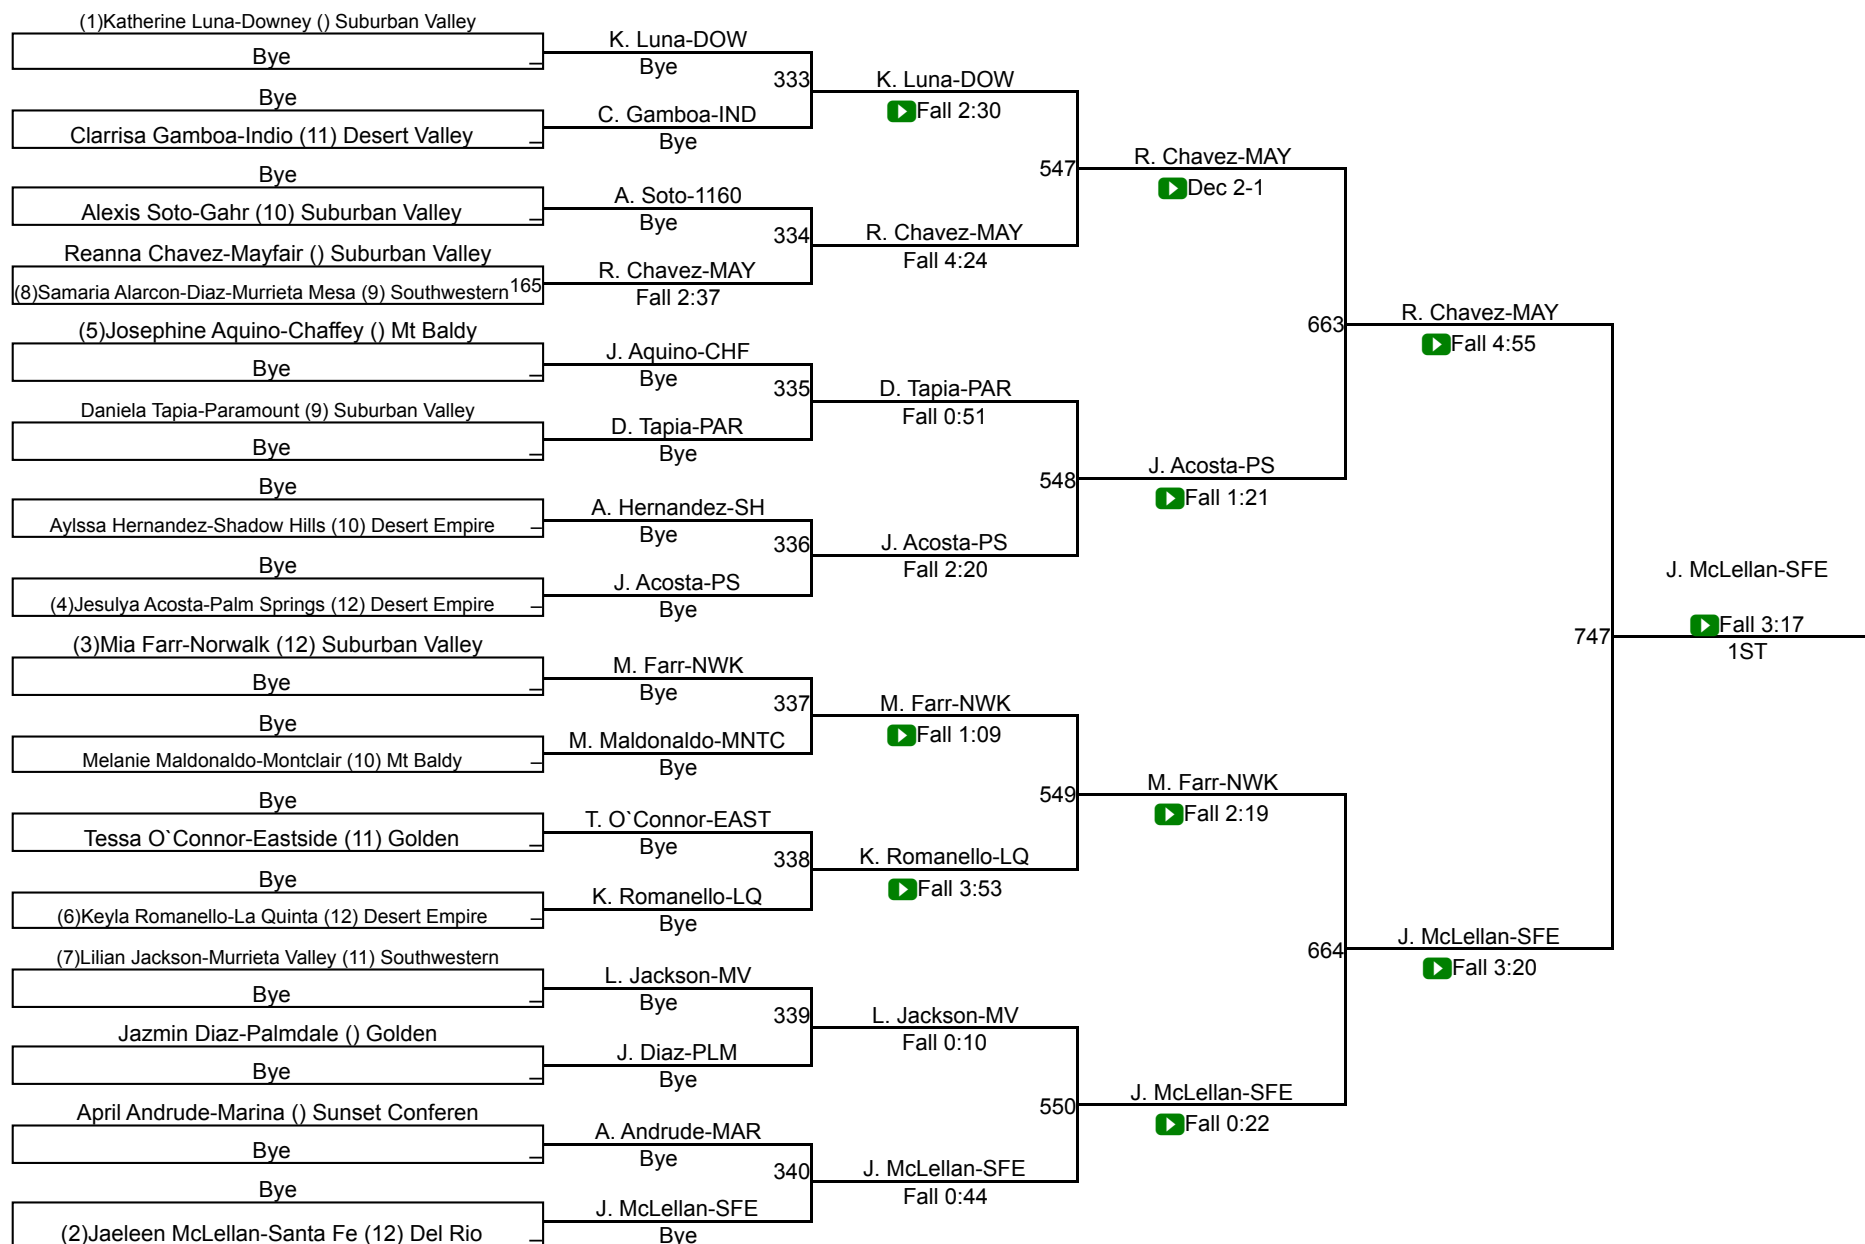 (1)Katherine Luna-Downey () Suburban Valley
Bye
Bye
Clarrisa Gamboa-Indio (11) Desert Valley
Bye
Alexis Soto-Gahr (10) Suburban Valley
Reanna Chavez-Mayfair () Suburban Valley
(8)Samaria Alarcon-Diaz-Murrieta Mesa (9) Southwestern 165
(5)Josephine Aquino-Chaffey () Mt Baldy
Bye
Daniela Tapia-Paramount (9) Suburban Valley
Bye
Bye
Aylssa Hernandez-Shadow Hills (10) Desert Empire
Bye
(4)Jesulya Acosta-Palm Springs (12) Desert Empire
(3)Mia Farr-Norwalk (12) Suburban Valley
Bye
Bye
Melanie Maldonaldo-Montclair (10) Mt Baldy
Bye
Tessa O`Connor-Eastside (11) Golden
Bye
(6)Keyla Romanello-La Quinta (12) Desert Empire
(7)Lilian Jackson-Murrieta Valley (11) Southwestern
Bye
Jazmin Diaz-Palmdale () Golden
Bye
April Andrude-Marina () Sunset Conferen
Bye
Bye
(2)Jaeleen McLellan-Santa Fe (12) Del Rio
K. Luna-DOW
Bye
333
C. Gamboa-IND
Bye
A. Soto-1160
Bye
334
R. Chavez-MAY
Fall 2:37
J. Aquino-CHF
Bye
335
D. Tapia-PAR
Bye
A. Hernandez-SH
Bye
336
J. Acosta-PS
Bye
M. Farr-NWK
Bye
337
M. Maldonaldo-MNTC
Bye
T. O`Connor-EAST
Bye
338
K. Romanello-LQ
Bye
L. Jackson-MV
Bye
339
J. Diaz-PLM
Bye
A. Andrude-MAR
Bye
340
J. McLellan-SFE
Bye
K. Luna-DOW
Fall 2:30
547
R. Chavez-MAY
Fall 4:24
D. Tapia-PAR
Fall 0:51
548
J. Acosta-PS
Fall 2:20
M. Farr-NWK
Fall 1:09
549
K. Romanello-LQ
Fall 3:53
L. Jackson-MV
Fall 0:10
550
J. McLellan-SFE
Fall 0:44
R. Chavez-MAY
Dec 2-1
663
J. Acosta-PS
Fall 1:21
M. Farr-NWK
Fall 2:19
664
J. McLellan-SFE
Fall 0:22
R. Chavez-MAY
Fall 4:55
747
J. McLellan-SFE
Fall 3:20
J. McLellan-SFE
Fall 3:17
1ST